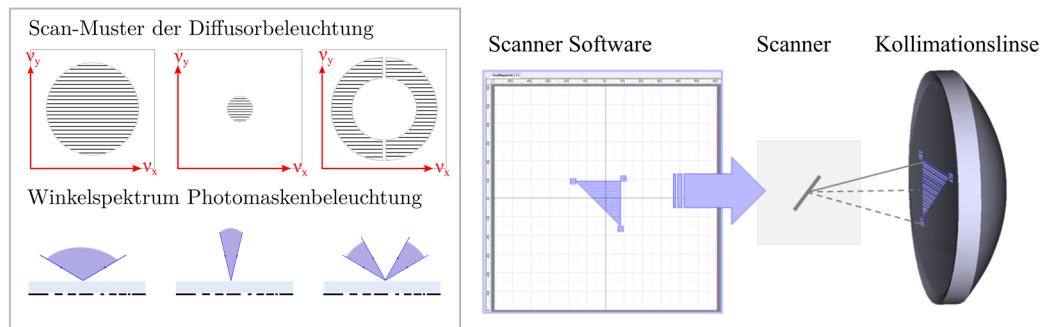 Scan-Muster der Diffusorbeleuchtung
νy
νy
νy
νx
νx
νx
Winkelspektrum Photomaskenbeleuchtung
Scanner Software
Scanner
Kollimationslinse